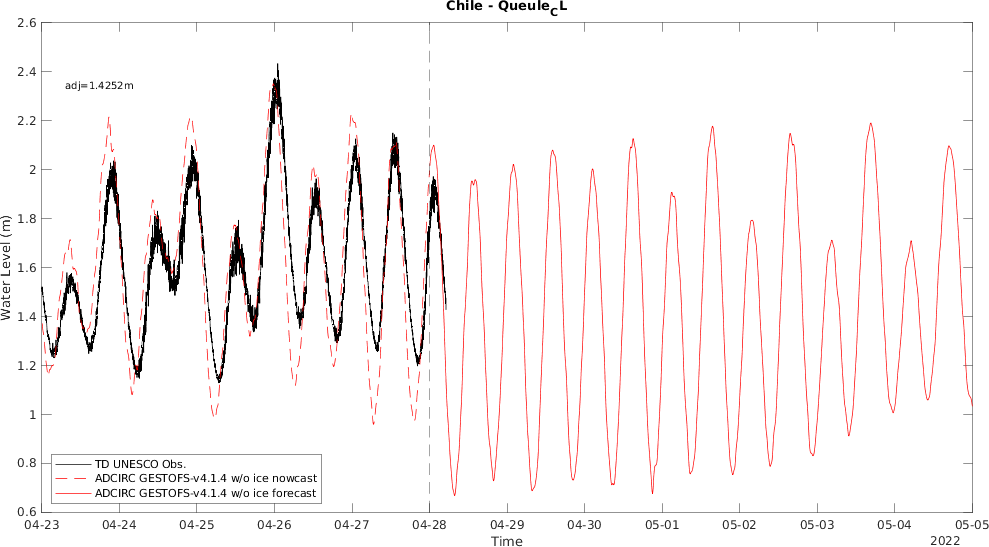 Chile - Queule_CL
adj=1.4252m
Water Level (m)
2.6
2.4
2.2
2
1.8
1.6
1.4
1.2
1
0.8
0.6
TD UNESCO Obs.
ADCIRC GESTOFS-v4.1.4 w/o ice nowcast
ADCIRC GESTOFS-v4.1.4 w/o ice forecast
04-23 04-24 04-25 04-26 04-27 04-28 04-29 04-30 05-01 05-02 05-03 05-04 05-05
Time
2022